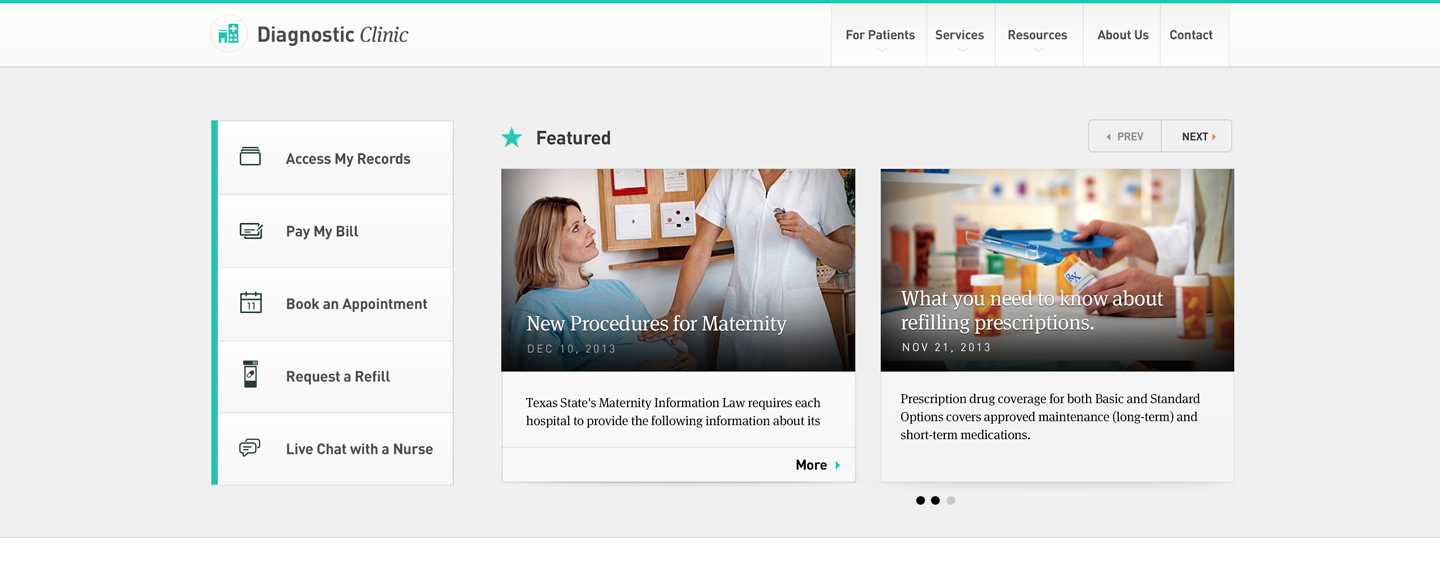 Diagnostic Clinic
For Patients
Services
Resources
About Us
Contact
Access My Records
Pay My Bill
11
Book an Appointment
Request a Refill
Live Chat with a Nurse
Featured
PREV
NEXT
New Procedures for Maternity
DEC 10, 2013
Texas State's Maternity Information Law requires each
hospital to provide the following information about its
More
Rx
What you need to know about
refilling prescriptions.
NOV 21, 2013
Prescription drug coverage for both Basic and Standard
Options covers approved maintenance (long-term) and
short-term medications.